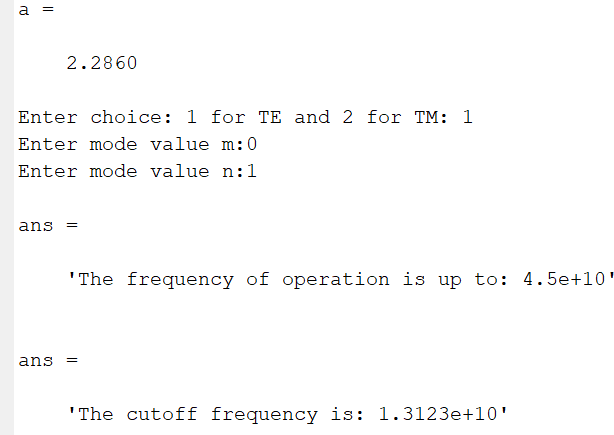 a =
2.2860
Enter choice: 1 for TE and 2 for TM: 1
Enter mode value m:0
Enter mode value n:1
ans =
'The frequency of operation is up to: 4.5e+10'
ans =
'The cutoff frequency is: 1.3123e+10'